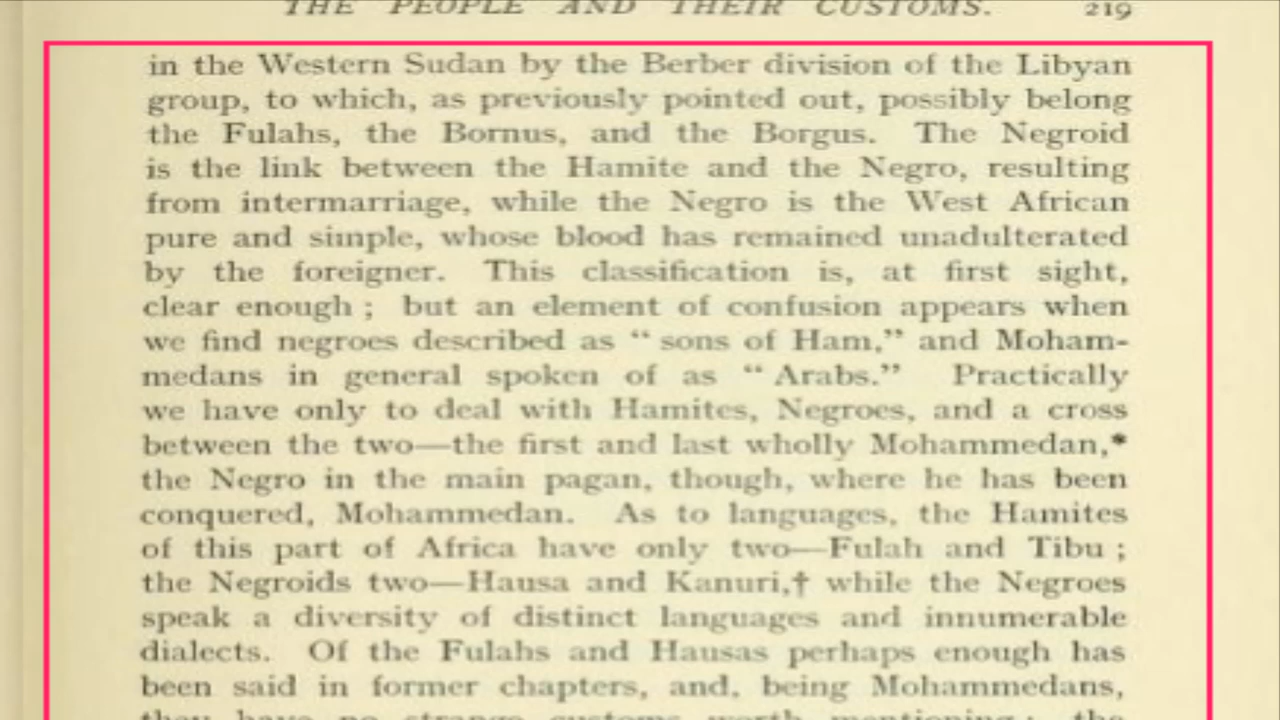 THE PEOPLE AND THEIR CUSTOMS. 219
in the Western Sudan by the Berber division of the Libyan
group, to which, as previously pointed out, possibly belong
the Fulahs, the Bornus, and the Borgus. The Negroid
is the link between the Hamite and the Negro, resulting
from intermarriage, while the Negro is the West African
pure and simple, whose blood has remained unadulterated
by the foreigner. This classification is, at first sight,
clear enough ; but an element of confusion appears when
we find negroes described as “ sons of Ham,” and Moham-
medans in general spoken of as “ Arabs.” Practically
we have only to deal with Hamites, Negroes, and a cross
between the two—the first and last wholly Mohammedan,*
the Negro in the main pagan, though, where he has been
conquered, Mohammedan. As to languages, the Hamites
of this part of Africa have only two—Fulah and Tibu ;
the Negroids two—Hausa and Kanuri,† while the Negroes
speak a diversity of distinct languages and innumerable
dialects. Of the Fulahs and Hausas perhaps enough has
been said in former chapters, and, being Mohammedans,
they have no strange customs worth mentioning ; the